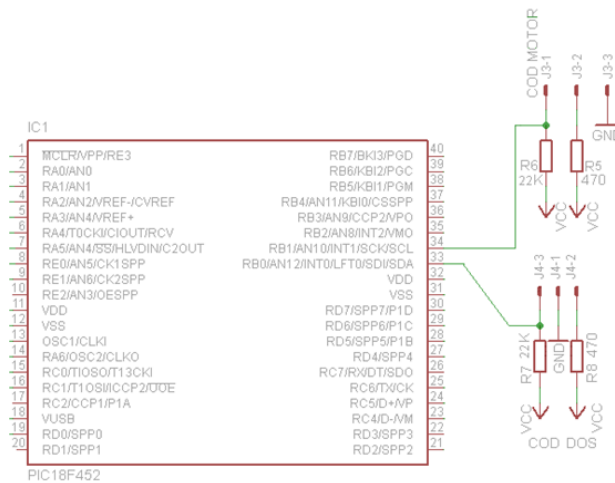 COD MOTOR
J3-1
J3-2
J3-3
GND
R6
22K
R5
470
VCC
VCC
IC1
1 MCLR/VPP/RE3 RB7/BKI3/PGD 40
2 RA0/AN0 RB6/KBI2/PGC 39
3 RA1/AN1 RB5/KBI1/PGM 38
4 RA2/AN2/VREF-/CVREF RB4/AN11/KBI0/CSSPP 37
5 RA3/AN4/VREF+ RB3/AN9/CCP2/VPO 36
6 RA4/T0CKI/CIOUT/RCV RB2/AN8/INT2/VMO 35
7 RA5/AN4/SS/HLVDIN/C2OUT RB1/AN10/INT1/SCK/SCL 34
8 RE0/AN5/CK1SPP RB0/AN12/INT0/LFT0/SDI/SDA 33
9 RE1/AN6/CK2SPP VDD 32
10 RE2/AN3/OESPP VSS 31
11 VDD RD7/SPP7/P1D 30
12 VSS RD6/SPP6/P1C 29
13 OSC1/CLKI RD5/SPP5/P1B 28
14 RA6/OSC2/CLKO RD4/SPP4 27
15 RC0/TIOSO/T13CKI RC7/RX/DT/SDO 26
16 RC1/T1OSI/ICCP2/UOE RC6/TX/CK 25
17 RC2/CCP1/P1A RC5/D+/VP 24
18 VUSB RC4/D-/VM 23
19 RD0/SPP0 RD3/SPP3 22
20 RD1/SPP1 RD2/SPP2 21
PIC18F452
J4-3
J4-1
J4-2
R7 22K
GND
R8 470
VCC
VCC
COD DOS